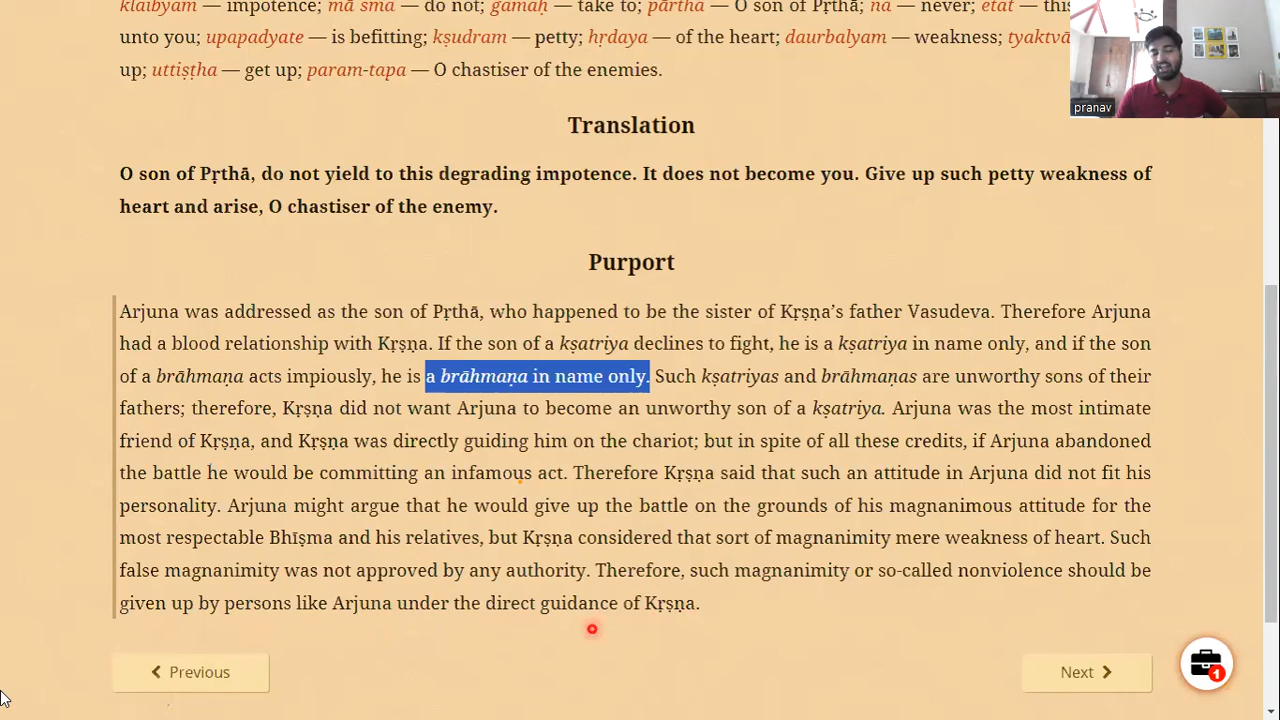 klaibyam — impotence; mā sma — do not; gamaḥ — take to; pārtha — O son of Pṛthā; na — never; etat — this
unto you; upapadyate — is befitting; kṣudram — petty; hṛdaya — of the heart; daurbalyam — weakness; tyaktvā
up; uttiṣṭha — get up; param-tapa — O chastiser of the enemies.
pranav
Translation
O son of Pṛthā, do not yield to this degrading impotence. It does not become you. Give up such petty weakness of
heart and arise, O chastiser of the enemy.
Purport
Arjuna was addressed as the son of Pṛthā, who happened to be the sister of Kṛṣṇa’s father Vasudeva. Therefore Arjuna
had a blood relationship with Kṛṣṇa. If the son of a kṣatriya declines to fight, he is a kṣatriya in name only, and if the son
of a brāhmaṇa acts impiously, he is a brāhmaṇa in name only. Such kṣatriyas and brāhmaṇas are unworthy sons of their
fathers; therefore, Kṛṣṇa did not want Arjuna to become an unworthy son of a kṣatriya. Arjuna was the most intimate
friend of Kṛṣṇa, and Kṛṣṇa was directly guiding him on the chariot; but in spite of all these credits, if Arjuna abandoned
the battle he would be committing an infamous act. Therefore Kṛṣṇa said that such an attitude in Arjuna did not fit his
personality. Arjuna might argue that he would give up the battle on the grounds of his magnanimous attitude for the
most respectable Bhīṣma and his relatives, but Kṛṣṇa considered that sort of magnanimity mere weakness of heart. Such
false magnanimity was not approved by any authority. Therefore, such magnanimity or so-called nonviolence should be
given up by persons like Arjuna under the direct guidance of Kṛṣṇa.
Previous
Next
1